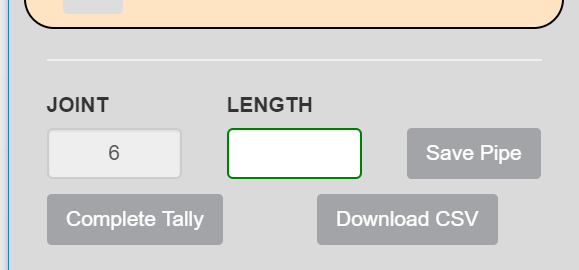 JOINT LENGTH
6 Save Pipe
Complete Tally Download CSV